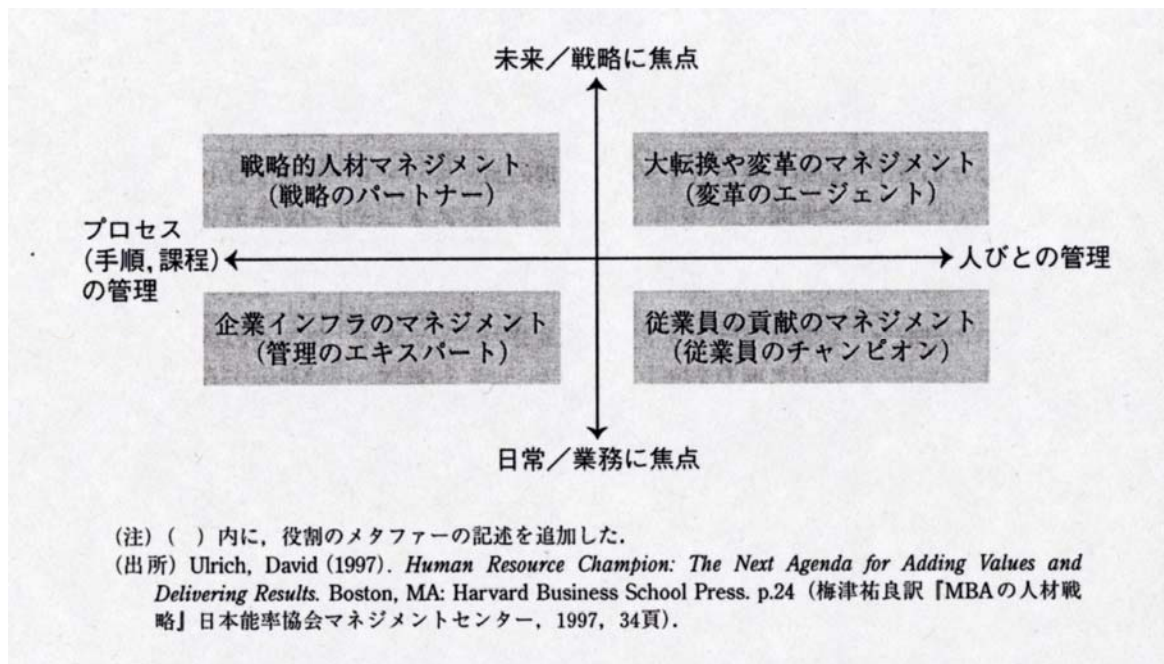 未来／戦略に焦点
戦略的人材マネジメント
(戦略のパートナー)
大転換や変革のマネジメント
(変革のエージェント)
プロセス
(手順,課程)
の管理
人びとの管理
企業インフラのマネジメント
(管理のエキスパート)
従業員の貢献のマネジメント
(従業員のチャンピオン)
日常／業務に焦点
(注) ( ) 内に，役割のメタファーの記述を追加した．
(出所) Ulrich, David (1997). Human Resource Champion: The Next Agenda for Adding Values and
Delivering Results. Boston, MA: Harvard Business School Press. p.24 (梅津祐良訳『MBAの人材戦
略』日本能率協会マネジメントセンター，1997，34頁)．